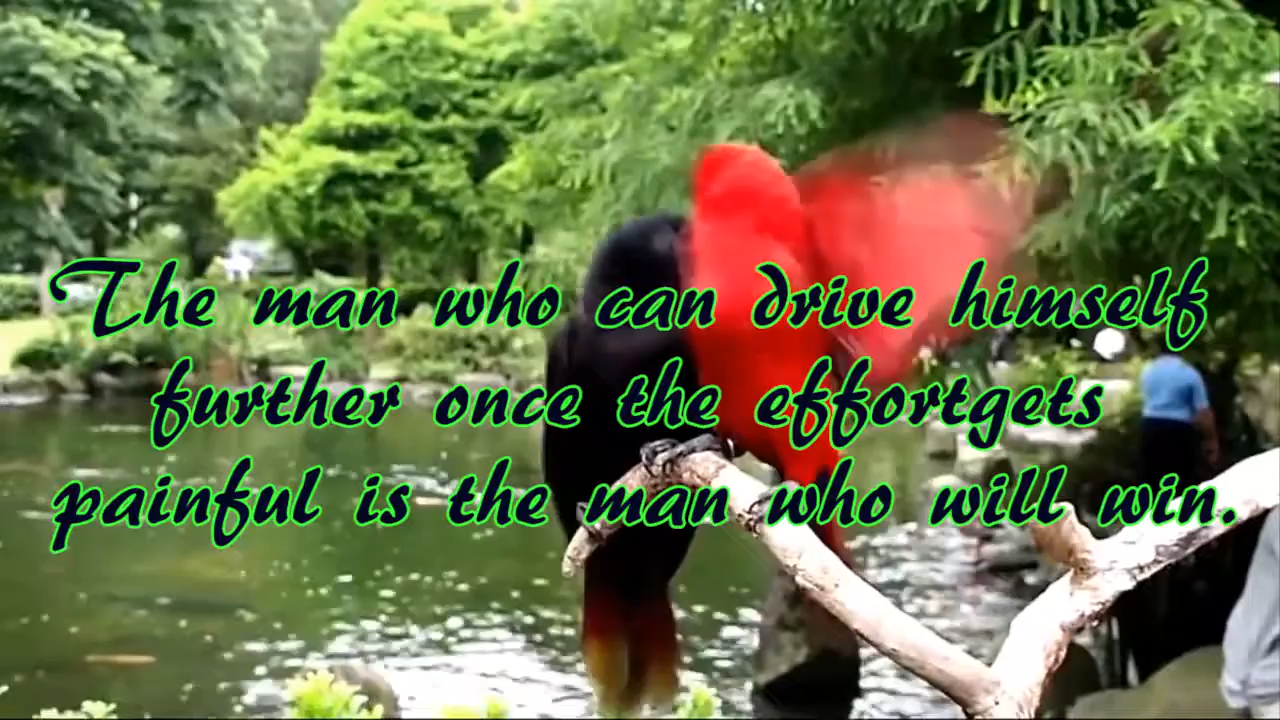 The man who can drive himself
further once the effortgets
painful is the man who will win.